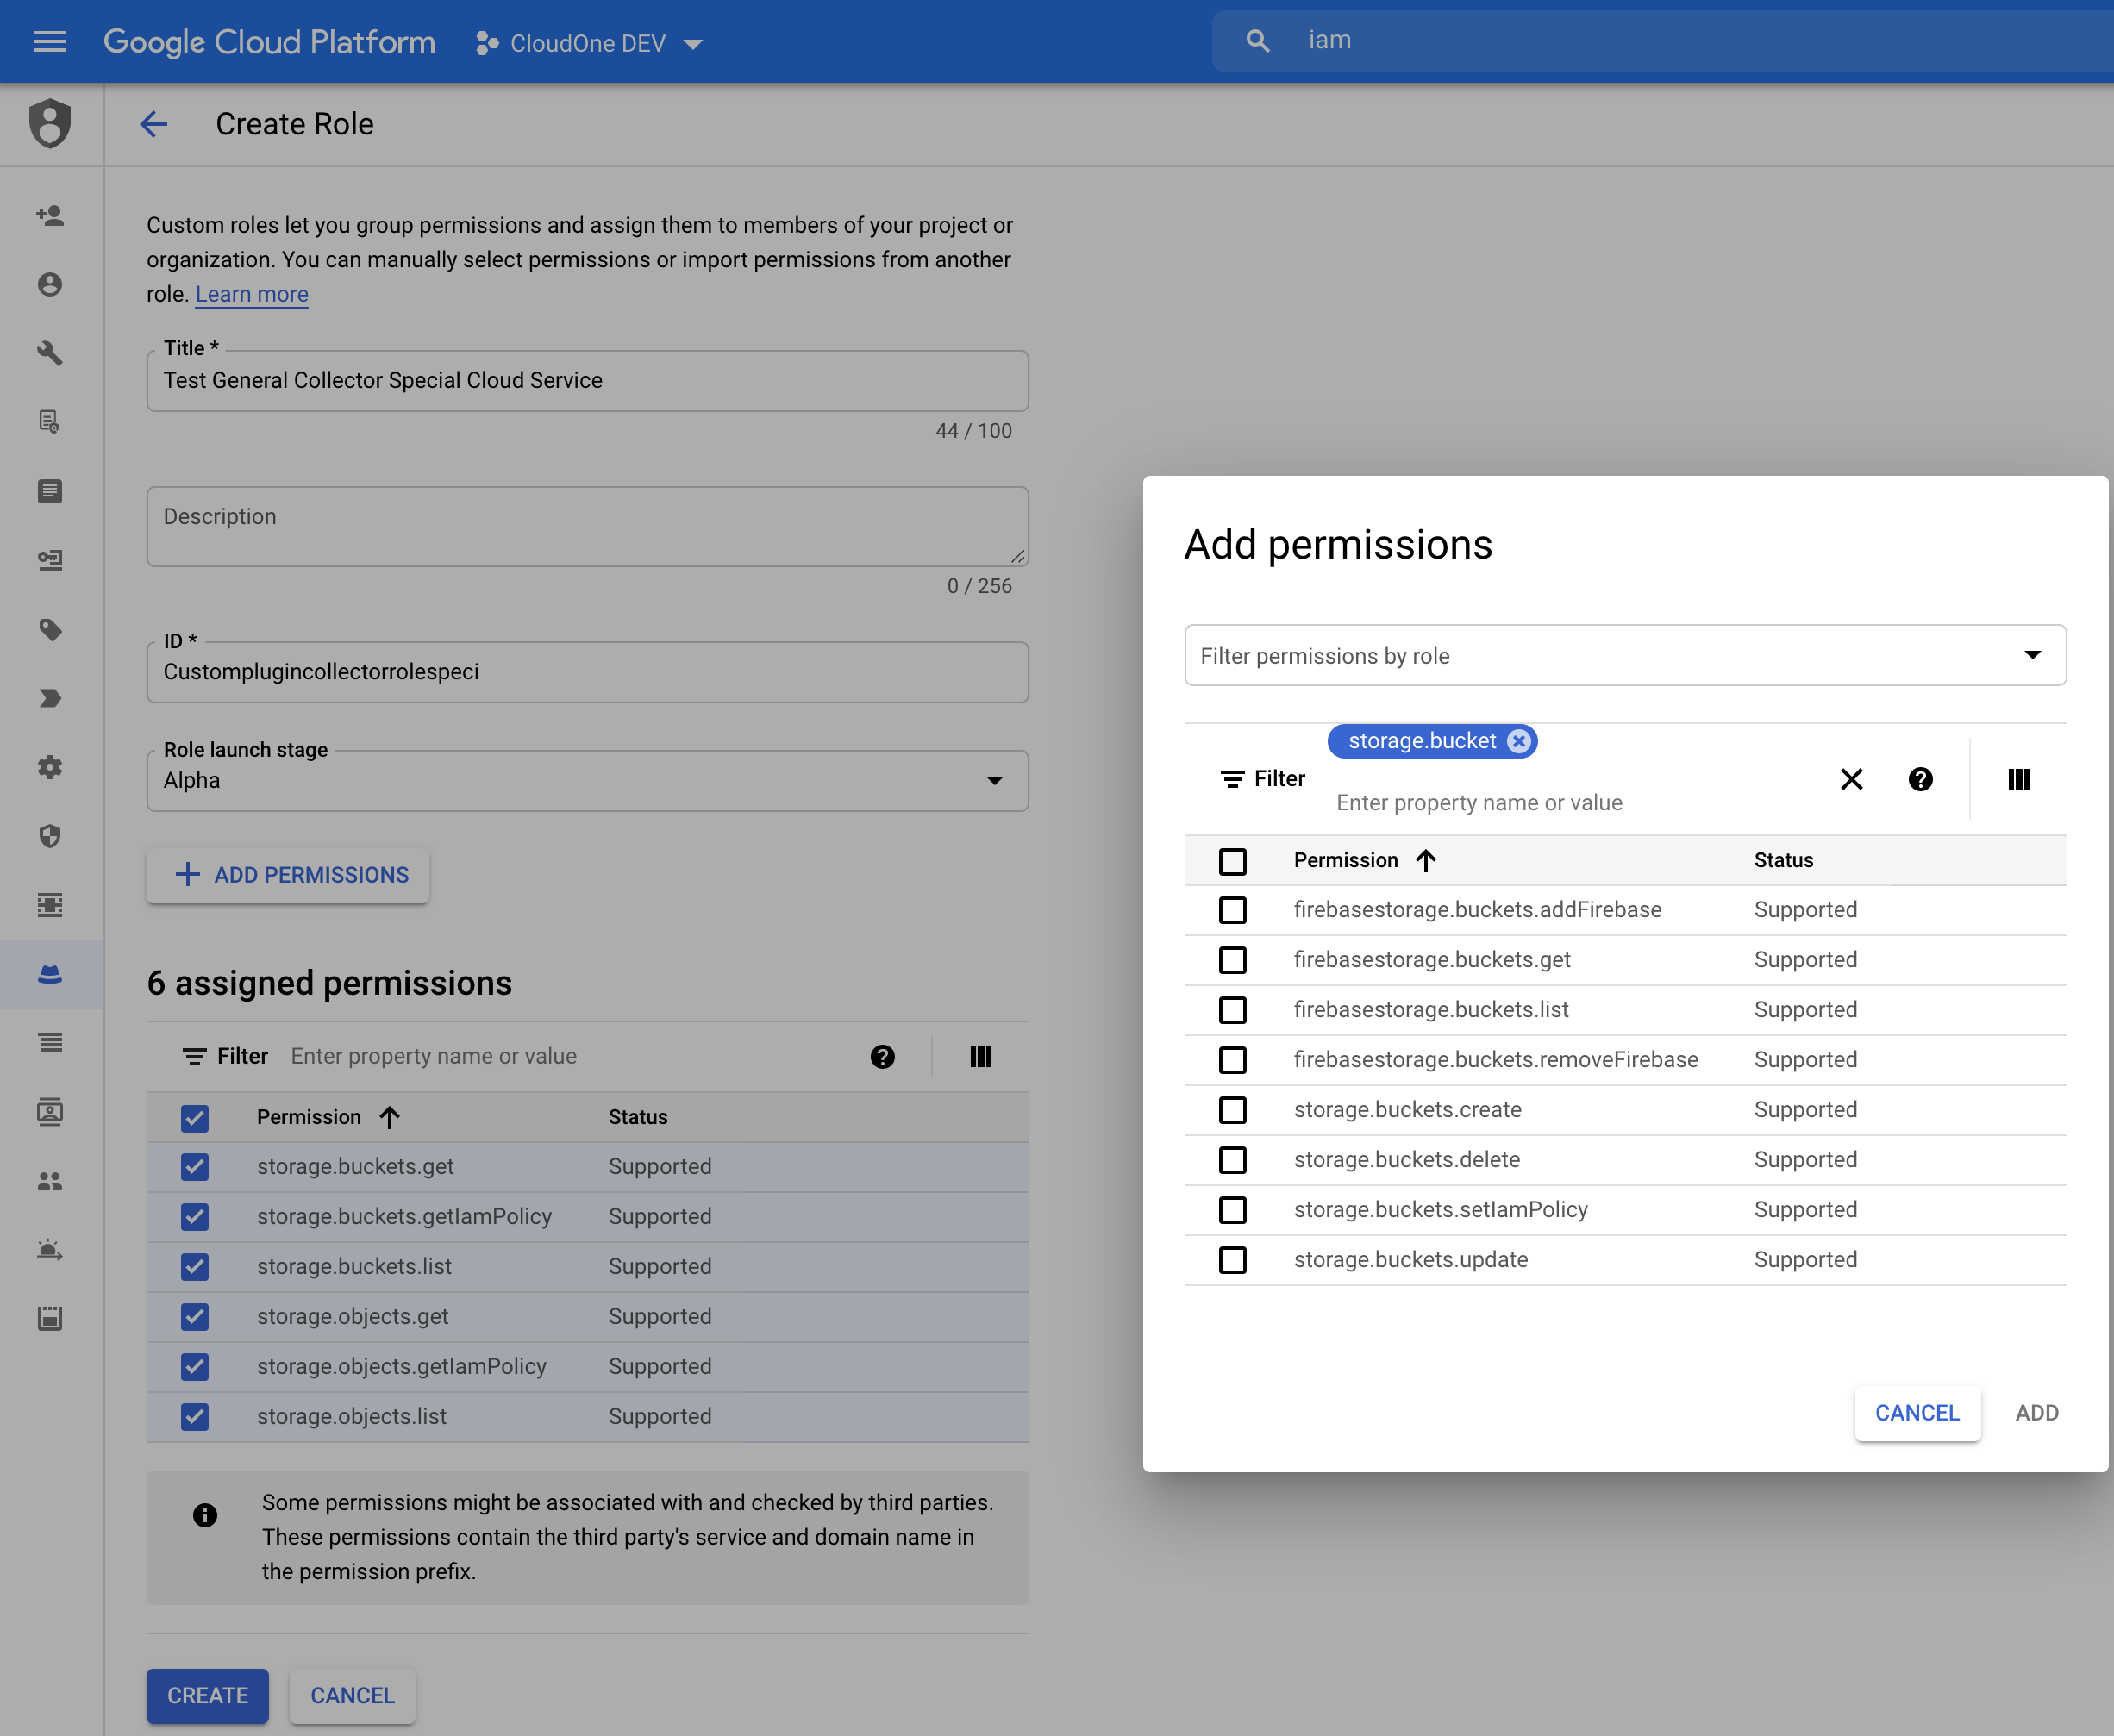 Google Cloud Platform
CloudOne DEV
iam
Create Role
Custom roles let you group permissions and assign them to members of your project or
organization. You can manually select permissions or import permissions from another
role. Learn more
Title *
Test General Collector Special Cloud Service
44 / 100
Description
0 / 256
ID *
Customplugincollectorrolespeci
Role launch stage
Alpha
ADD PERMISSIONS
6 assigned permissions
Filter Enter property name or value
Permission Status
storage.buckets.get Supported
storage.buckets.getIamPolicy Supported
storage.buckets.list Supported
storage.objects.get Supported
storage.objects.getIamPolicy Supported
storage.objects.list Supported
Some permissions might be associated with and checked by third parties.
These permissions contain the third party's service and domain name in
the permission prefix.
CREATE CANCEL
Add permissions
Filter permissions by role
storage.bucket
Filter
Enter property name or value
Permission Status
firebasestorage.buckets.addFirebase Supported
firebasestorage.buckets.get Supported
firebasestorage.buckets.list Supported
firebasestorage.buckets.removeFirebase Supported
storage.buckets.create Supported
storage.buckets.delete Supported
storage.buckets.setIamPolicy Supported
storage.buckets.update Supported
CANCEL ADD